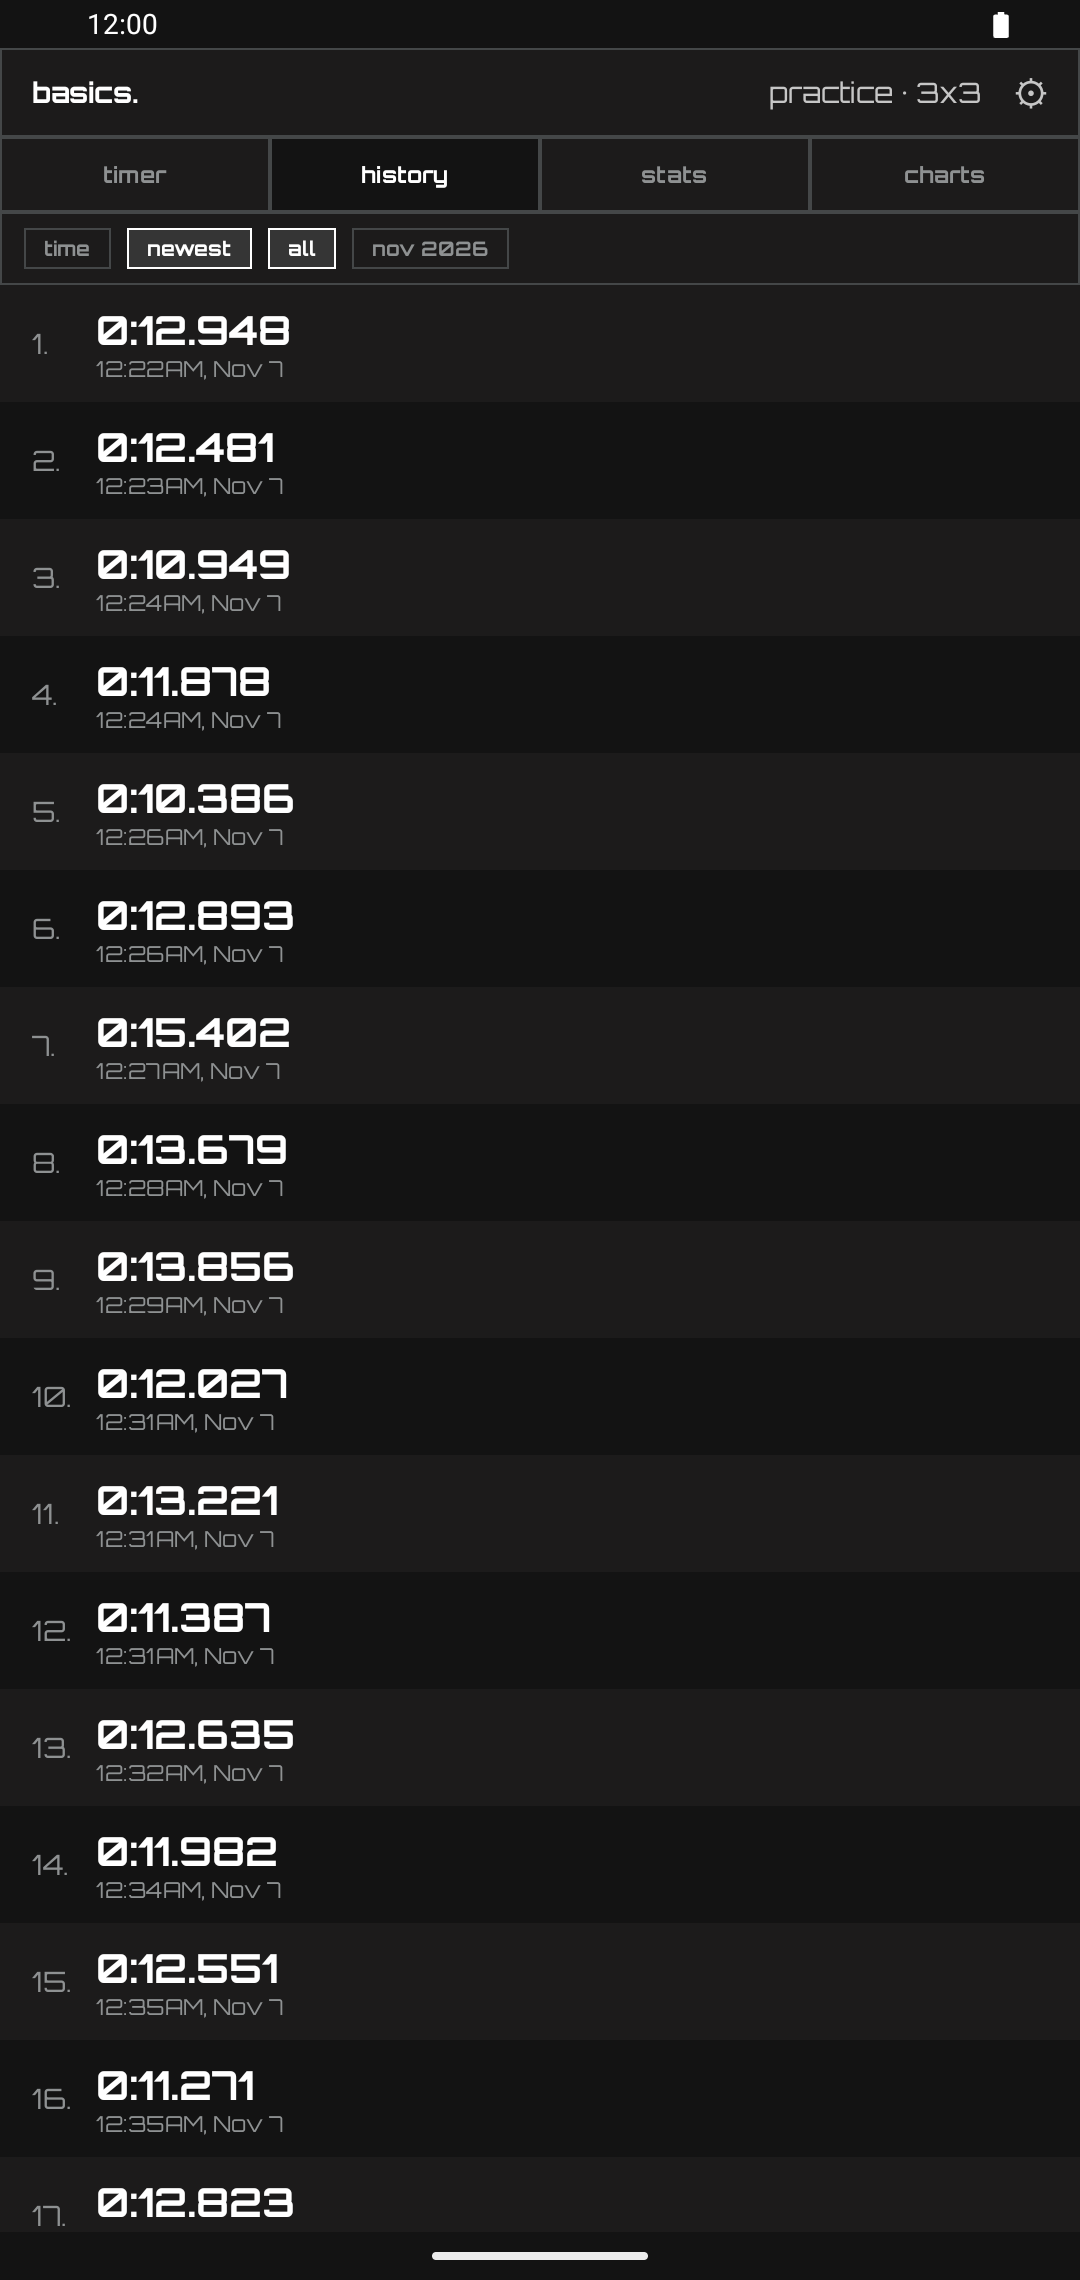 12:00
basics.
practice · 3x3
timer
history
stats
charts
time
newest
all
nov 2026
1.
0:12.948
12:22AM, Nov 7
2.
0:12.481
12:23AM, Nov 7
3.
0:10.949
12:24AM, Nov 7
4.
0:11.878
12:24AM, Nov 7
5.
0:10.386
12:26AM, Nov 7
6.
0:12.893
12:26AM, Nov 7
7.
0:15.402
12:27AM, Nov 7
8.
0:13.679
12:28AM, Nov 7
9.
0:13.856
12:29AM, Nov 7
10.
0:12.027
12:31AM, Nov 7
11.
0:13.221
12:31AM, Nov 7
12.
0:11.387
12:31AM, Nov 7
13.
0:12.635
12:32AM, Nov 7
14.
0:11.982
12:34AM, Nov 7
15.
0:12.551
12:35AM, Nov 7
16.
0:11.271
12:35AM, Nov 7
17.
0:12.823